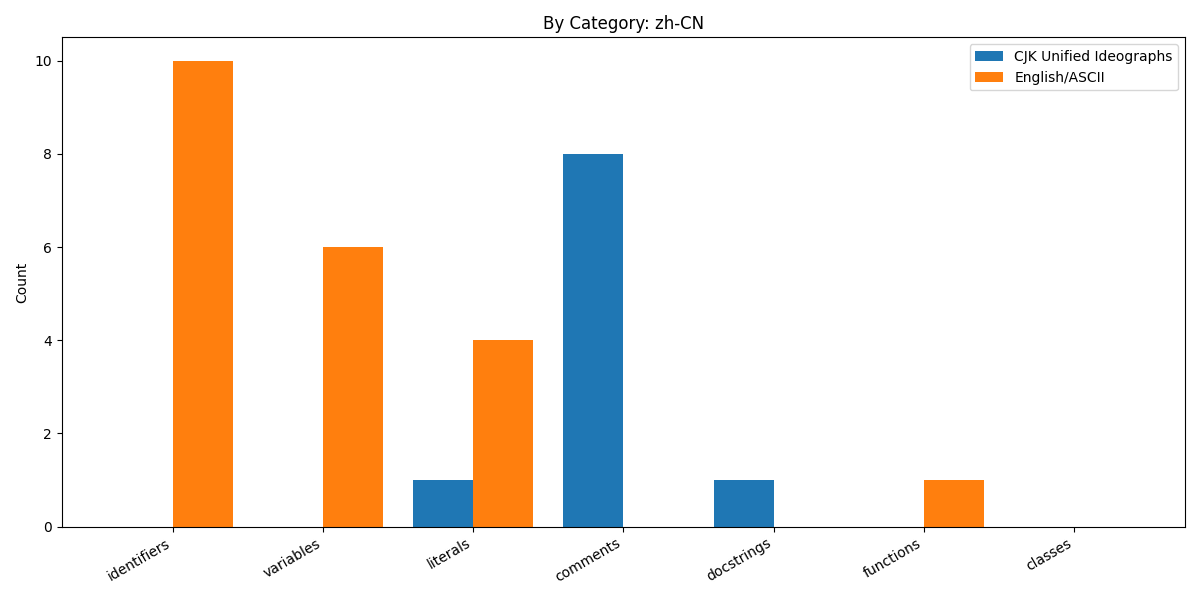 By Category: zh-CN
CJK Unified Ideographs
English/ASCII
Count
10
8
6
4
2
0
identifiers
variables
literals
comments
docstrings
functions
classes